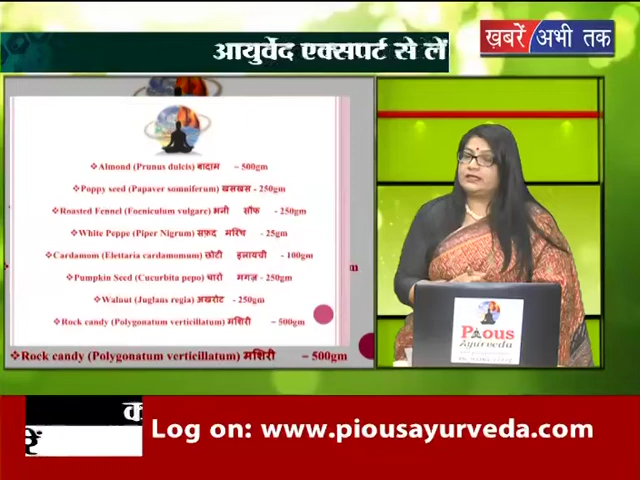 आयुर्वेद एक्सपर्ट से लें
ख़बरें अभी तक
❖Almond (Prunus dulcis) बादाम – 500gm
❖Poppy seed (Papaver somniferum) खसखस - 250gm
❖Roasted Fennel (Foeniculum vulgare) भनी सौंफ - 250gm
❖White Peppe (Piper Nigrum) सफ़द मरिच - 25gm
❖Cardamom (Elettaria cardamomum) छोटी इलायची - 100gm
❖Pumpkin Seed (Cucurbita pepo) चारो मगज़ - 250gm
❖Walnut (Juglans regia) अखरोट - 250gm
❖Rock candy (Polygonatum verticillatum) मशिरी – 500gm
m
❖Rock candy (Polygonatum verticillatum) मशिरी – 500gm
Pious
Ayurveda
Log on: www.piousayurveda.com